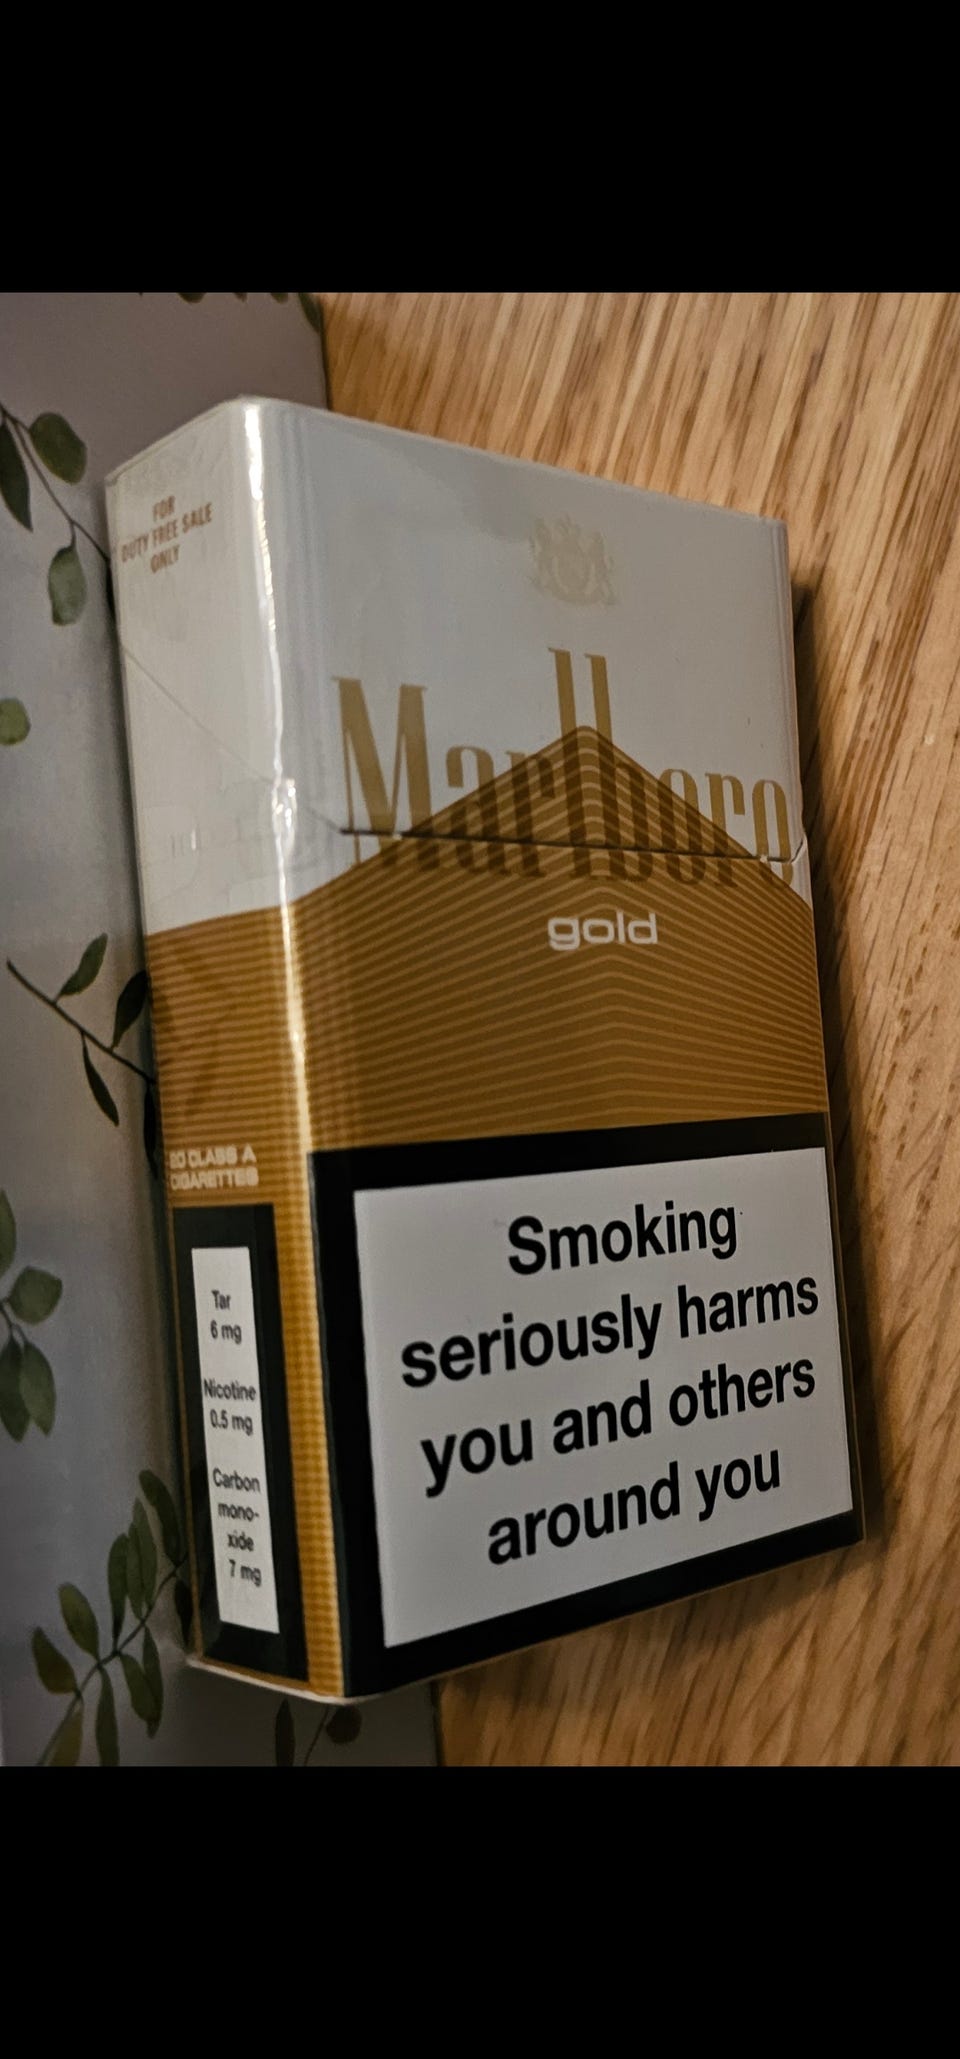 FOR
DUTY FREE SALE
ONLY
Marlboro
gold
20 CLASS A
CIGARETTES
Tar
6 mg
Nicotine
0.5 mg
Carbon
mono-
xide
7 mg
Smoking
seriously harms
you and others
around you